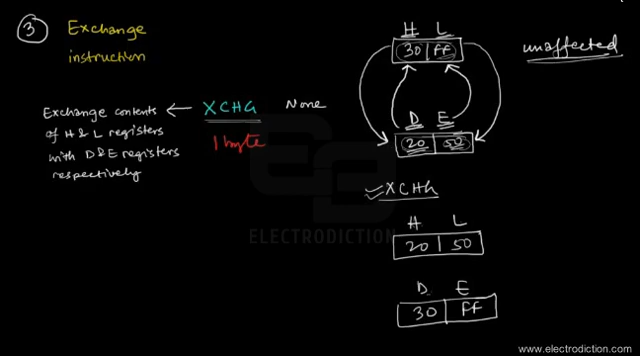 3 Exchange
instruction
Exchange contents
of H & L registers
with D & E registers
respectively
← XCHG None
1 byte
H L
30 FF
unaffected
D E
20 50
✓XCHG
H L
20 50
D E
30 FF
ELECTRODICTION
www.electrodiction.com